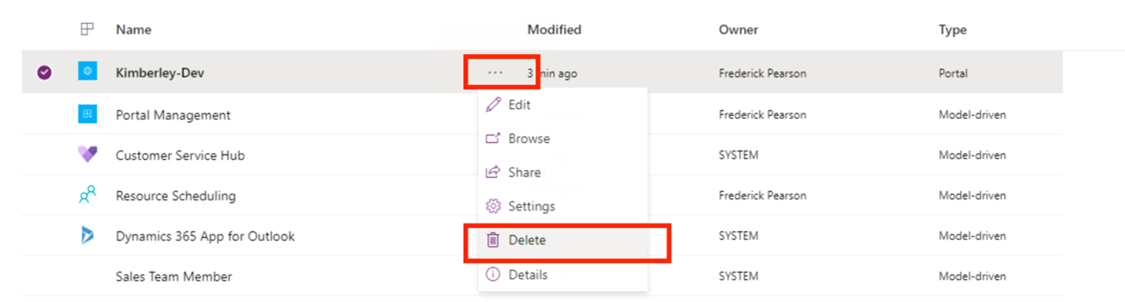 Name Modified Owner Type
Kimberley-Dev ... 3 min ago Frederick Pearson Portal
Edit
Portal Management Frederick Pearson Model-driven
Browse
Customer Service Hub SYSTEM Model-driven
Share
Resource Scheduling Frederick Pearson Model-driven
Settings
Dynamics 365 App for Outlook SYSTEM Model-driven
Delete
Sales Team Member SYSTEM Model-driven
Details